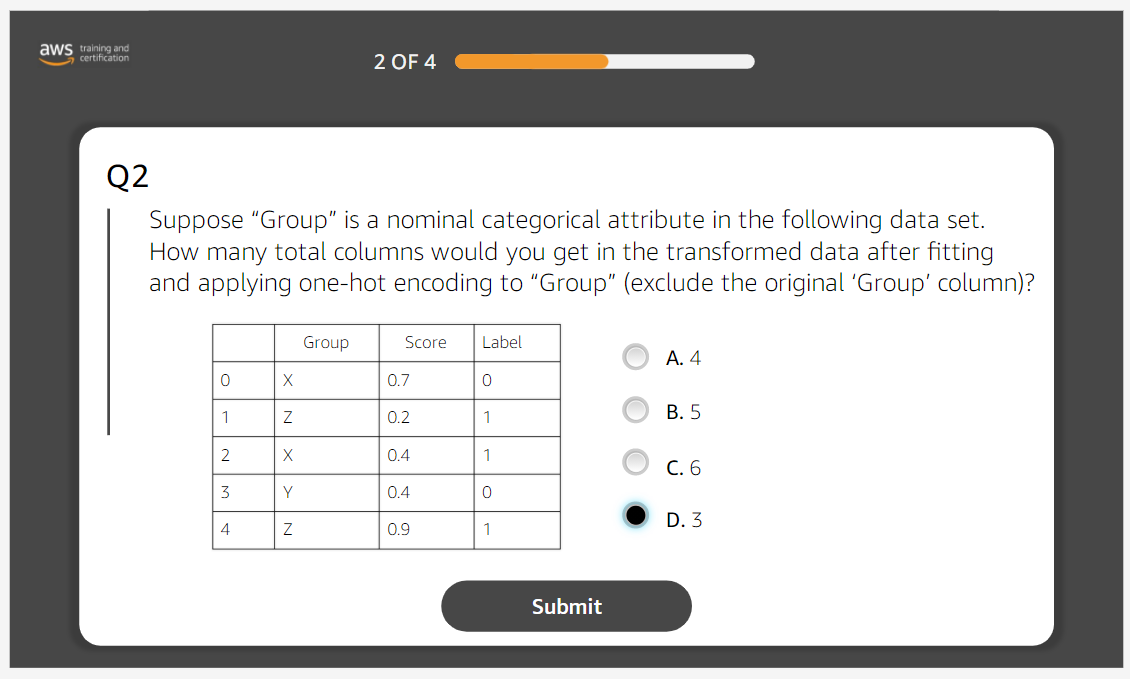 aws training and
certification
2 OF 4
Q2
Suppose “Group” is a nominal categorical attribute in the following data set.
How many total columns would you get in the transformed data after fitting
and applying one-hot encoding to “Group” (exclude the original ‘Group’ column)?
Group Score Label
0 X 0.7 0
1 Z 0.2 1
2 X 0.4 1
3 Y 0.4 0
4 Z 0.9 1
A. 4
B. 5
C. 6
D. 3
Submit